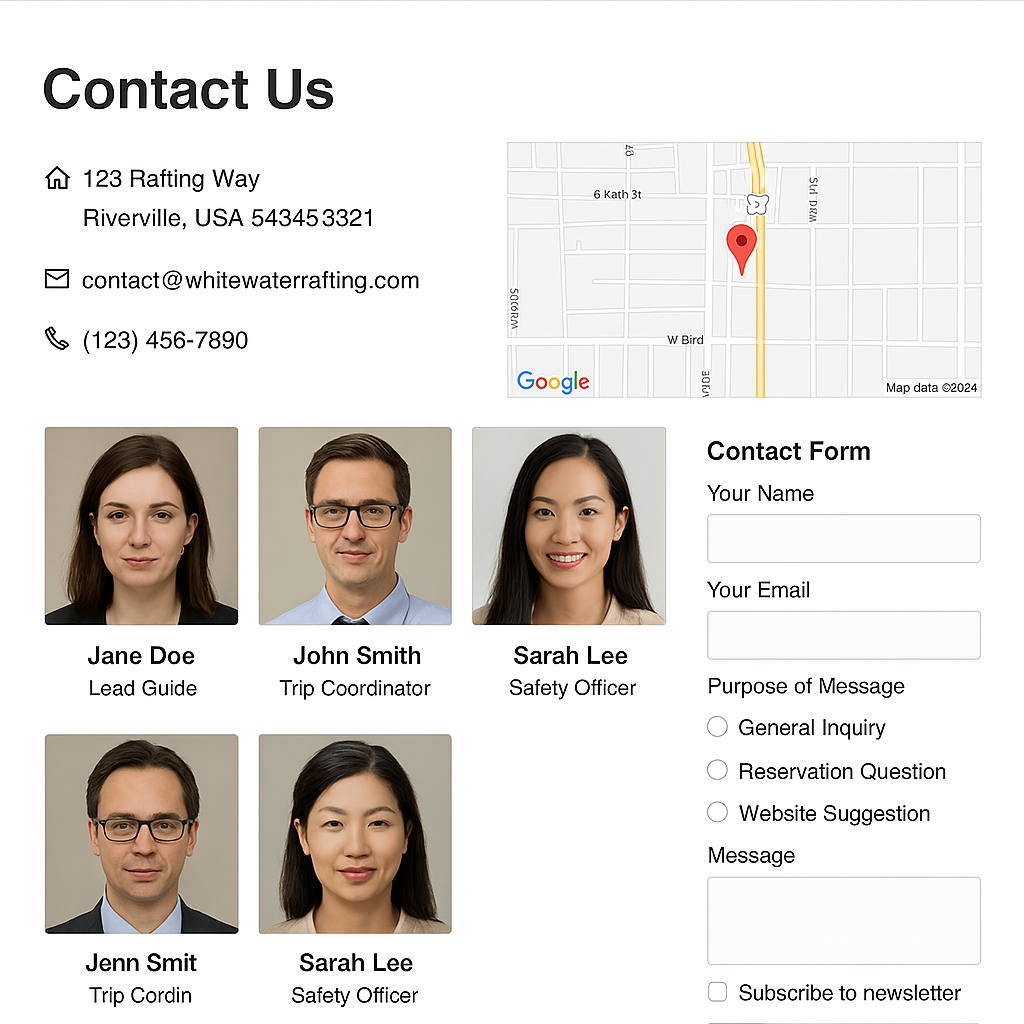 Contact Us
123 Rafting Way
Riverville, USA 543453321
contact@whitewaterrafting.com
(123) 456-7890
6 Kath 3t
W Bird
Google
Map data ©2024
Jane Doe
Lead Guide
John Smith
Trip Coordinator
Sarah Lee
Safety Officer
Jenn Smit
Trip Cordin
Sarah Lee
Safety Officer
Contact Form
Your Name
Your Email
Purpose of Message
General Inquiry
Reservation Question
Website Suggestion
Message
Subscribe to newsletter